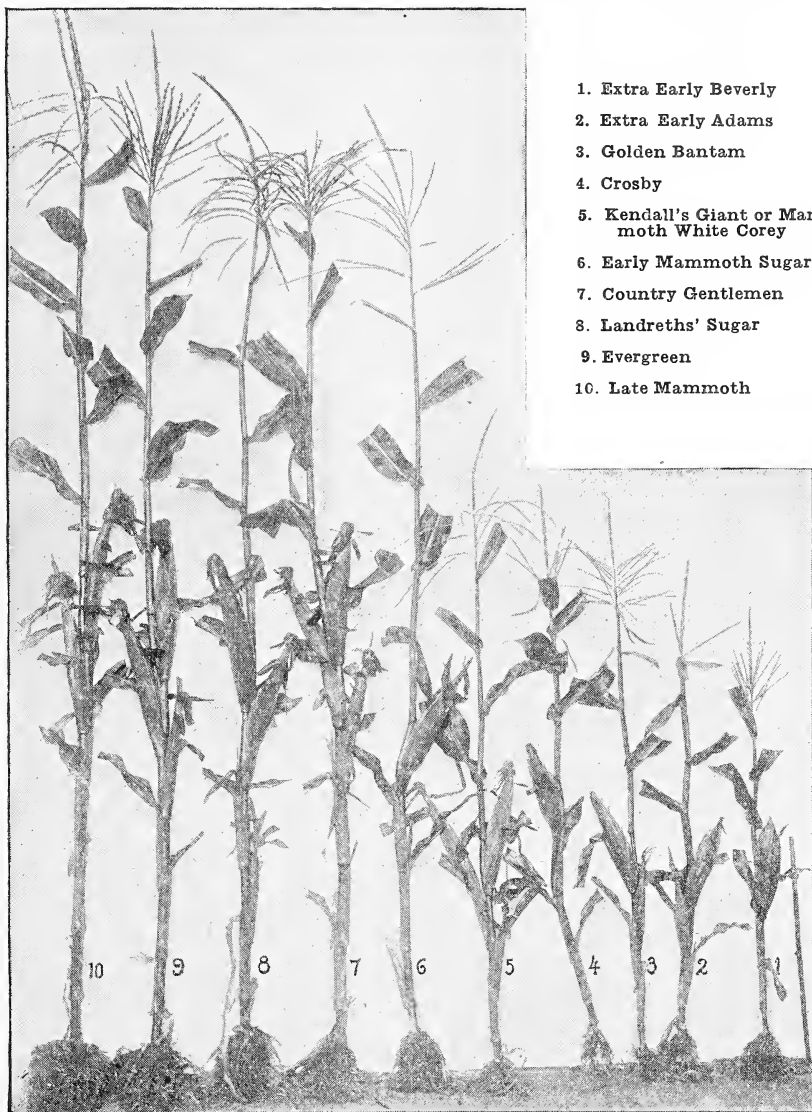 1. Extra Early Beverly
2. Extra Early Adams
3. Golden Bantam
4. Crosby
5. Kendall's Giant or Mam
moth White Corey
6. Early Mammoth Sugar
7. Country Gentlemen
8. Landreths' Sugar
9. Evergreen
10. Late Mammoth
10 9 8 7 6 5 4 3 2 1